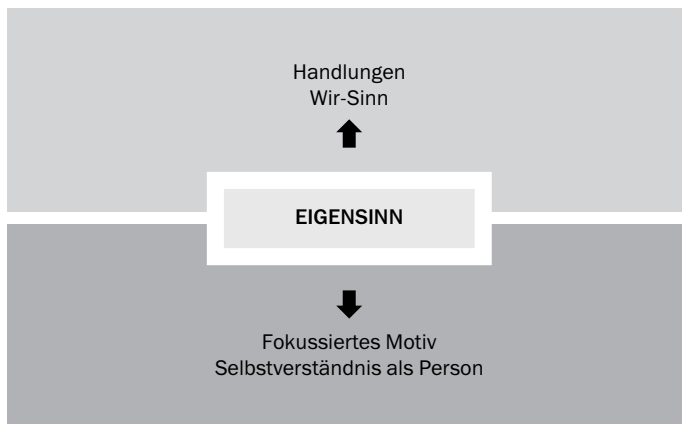 Handlungen
Wir-Sinn
EIGENSINN
Fokussiertes Motiv
Selbstverständnis als Person